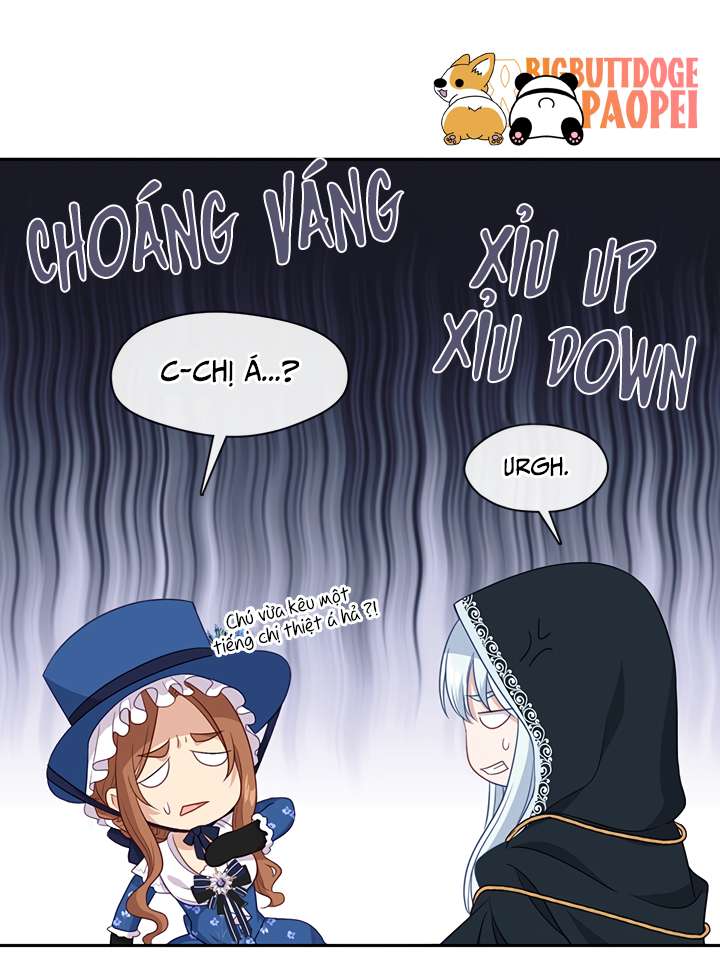 BIGBUTTDOGE
PAOPEI
CHOÁNG VÁNG
XỈU UP
XỈU DOWN
C-CHỊ Á...?
URGH.
Chú vừa kêu một
tiếng chị thiệt á hả ?!